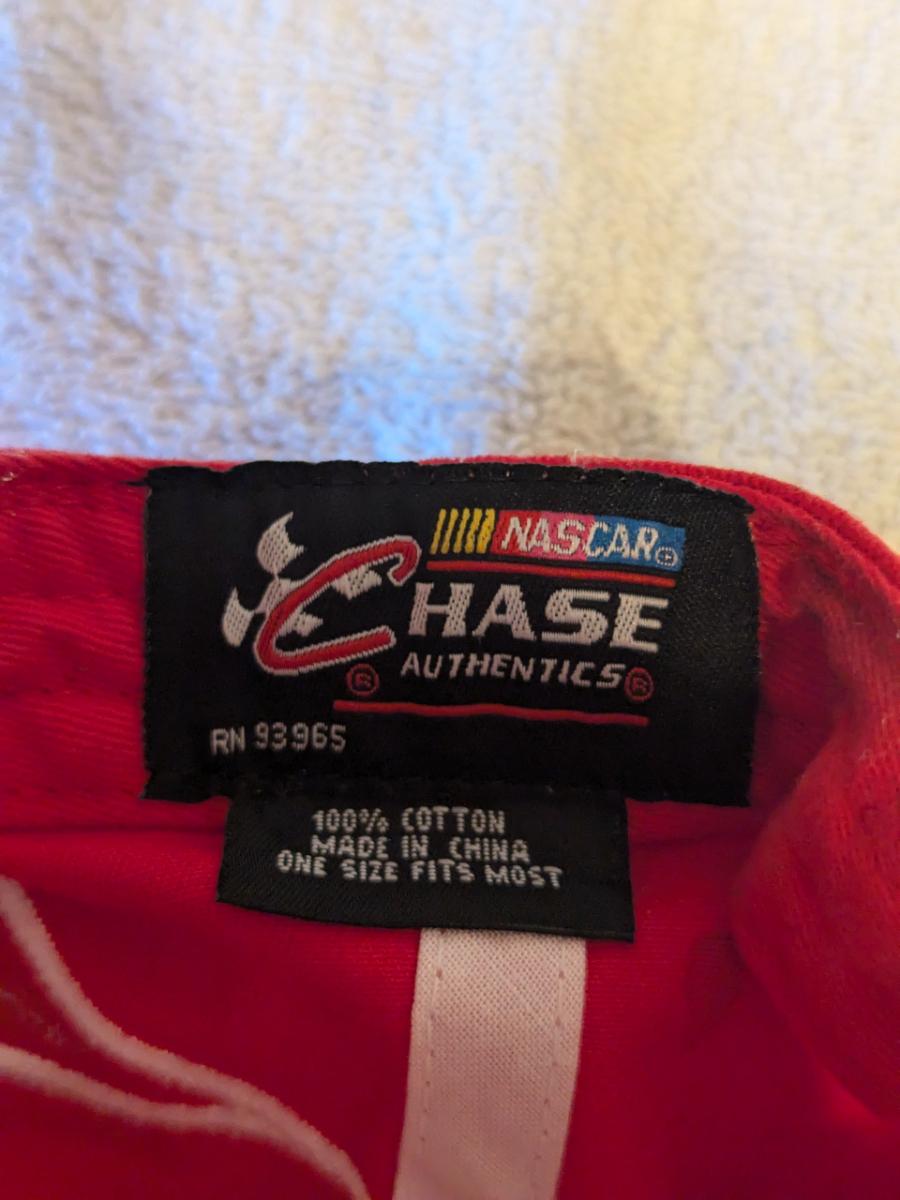 NASCAR®
CHASE
AUTHENTICS®
®
RN 93965
100% COTTON
MADE IN CHINA
ONE SIZE FITS MOST